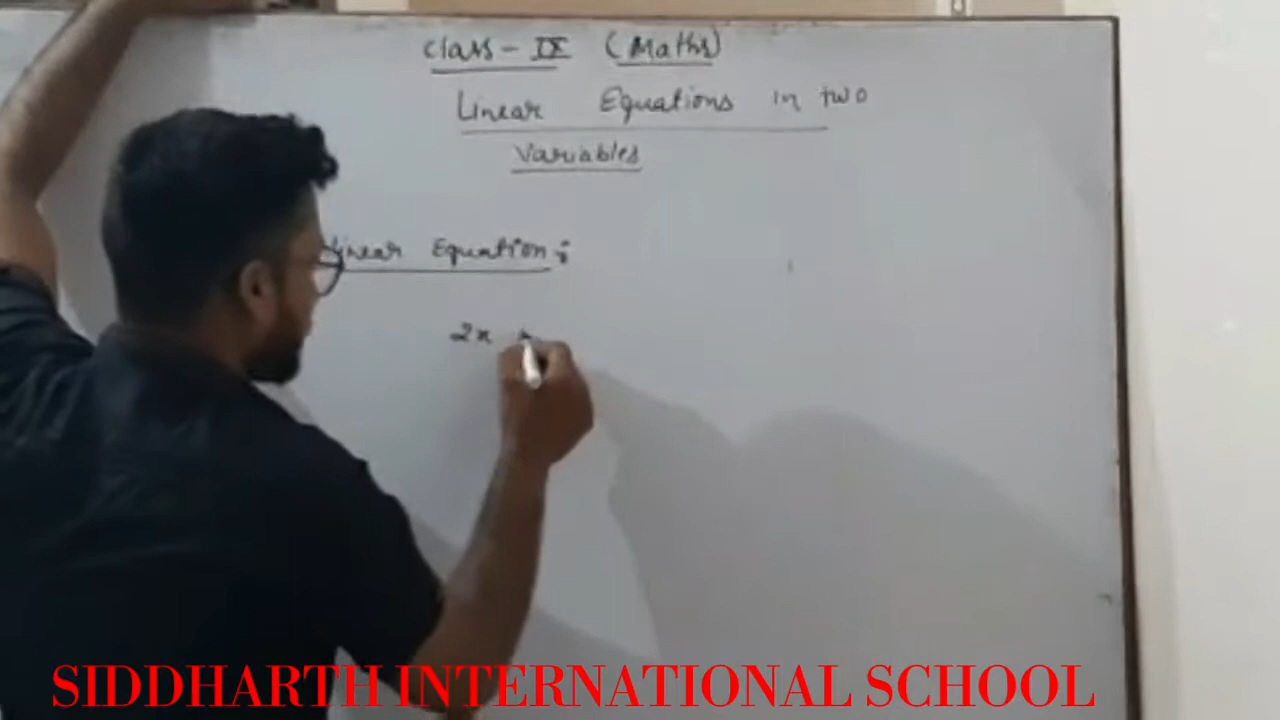 Class - IX (Maths)
Linear Equations in two
Variables
Linear Equation :
2x
SIDDHARTH INTERNATIONAL SCHOOL